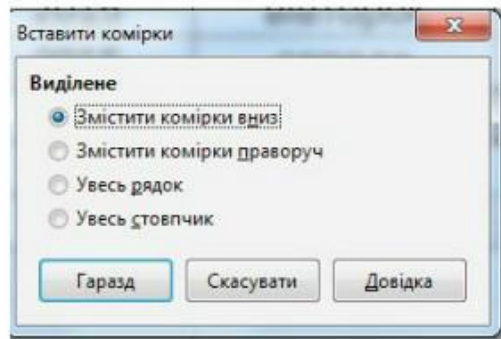 Вставити комірки
Виділене
Змістити комірки вниз
Змістити комірки праворуч
Увесь рядок
Увесь стовпчик
Гаразд Скасувати Довідка